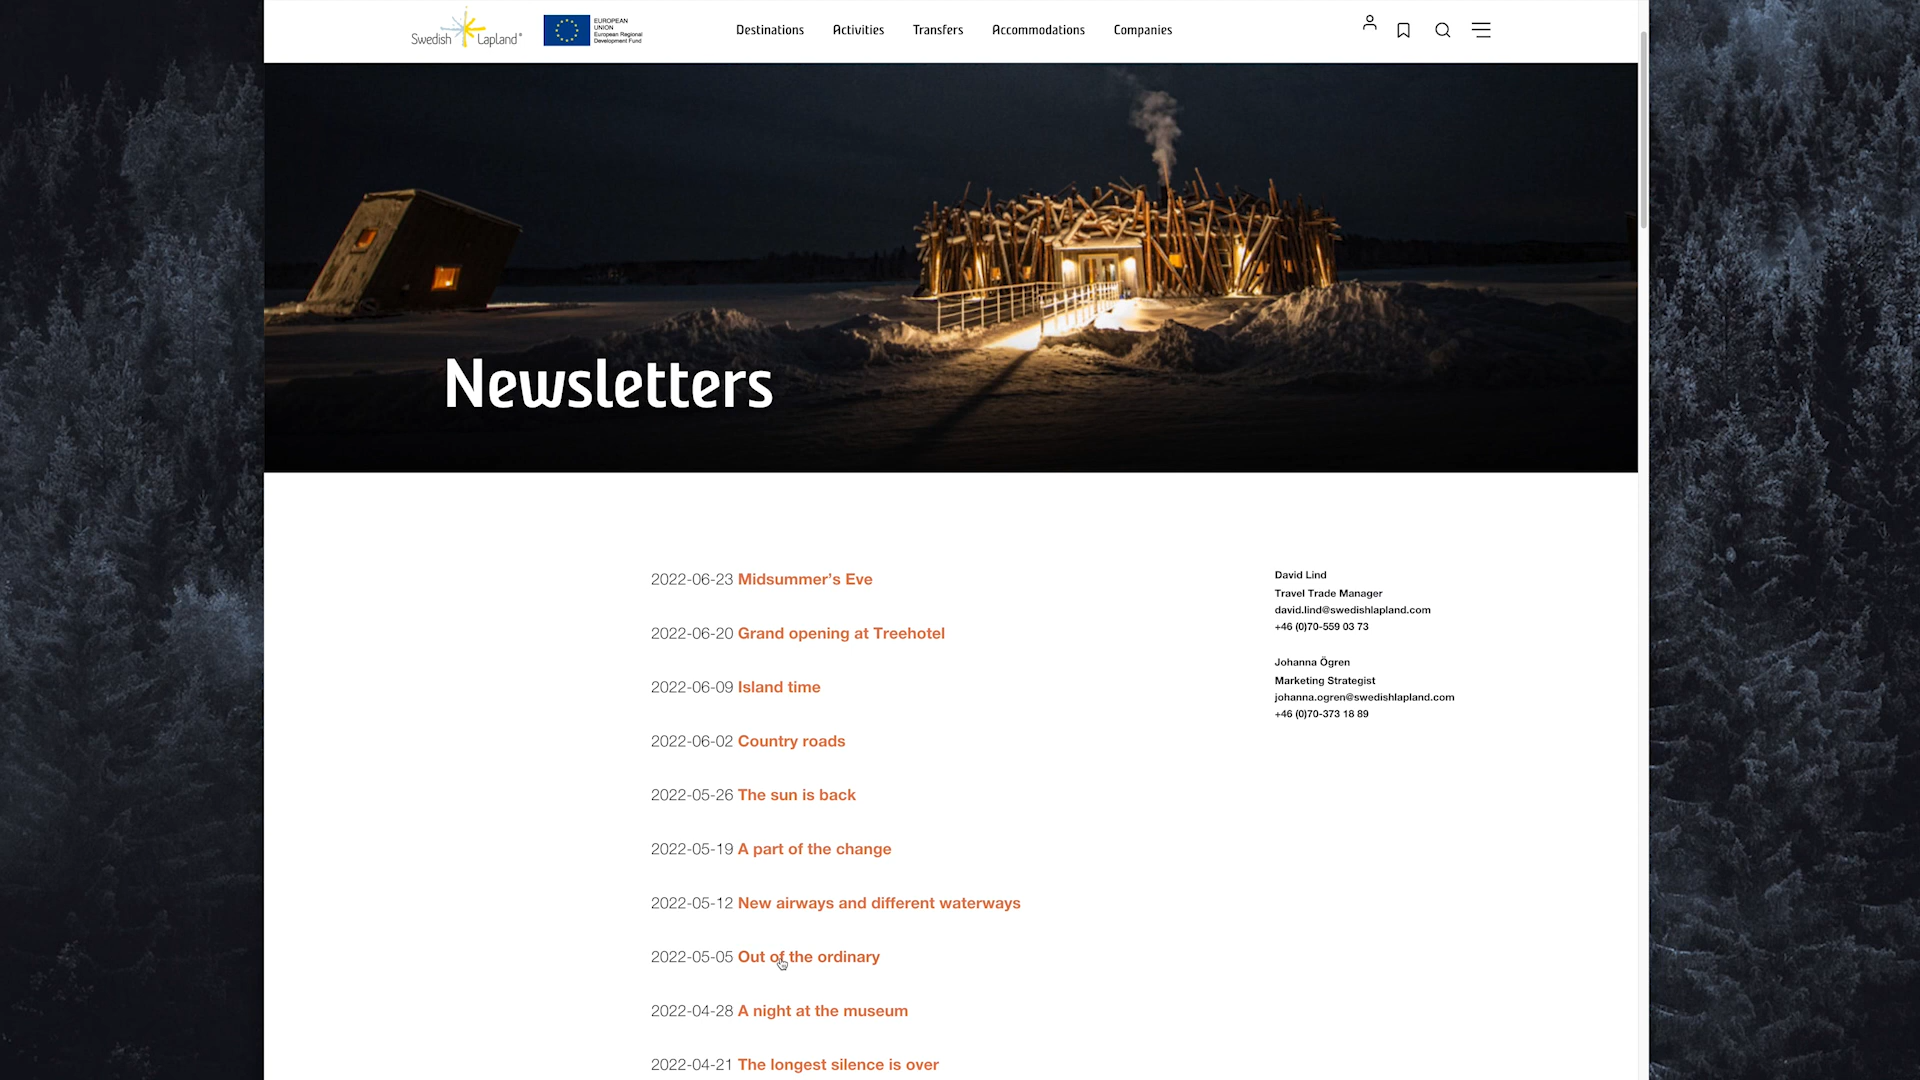 Swedish Lapland®
EUROPEAN
UNION
European Regional
Development Fund
Destinations
Activities
Transfers
Accommodations
Companies
Newsletters
2022-06-23 Midsummer's Eve
2022-06-20 Grand opening at Treehotel
2022-06-09 Island time
2022-06-02 Country roads
2022-05-26 The sun is back
2022-05-19 A part of the change
2022-05-12 New airways and different waterways
2022-05-05 Out of the ordinary
2022-04-28 A night at the museum
2022-04-21 The longest silence is over
David Lind
Travel Trade Manager
david.lind@swedishlapland.com
+46 (0)70-559 03 73
Johanna Ögren
Marketing Strategist
johanna.ogren@swedishlapland.com
+46 (0)70-373 18 89